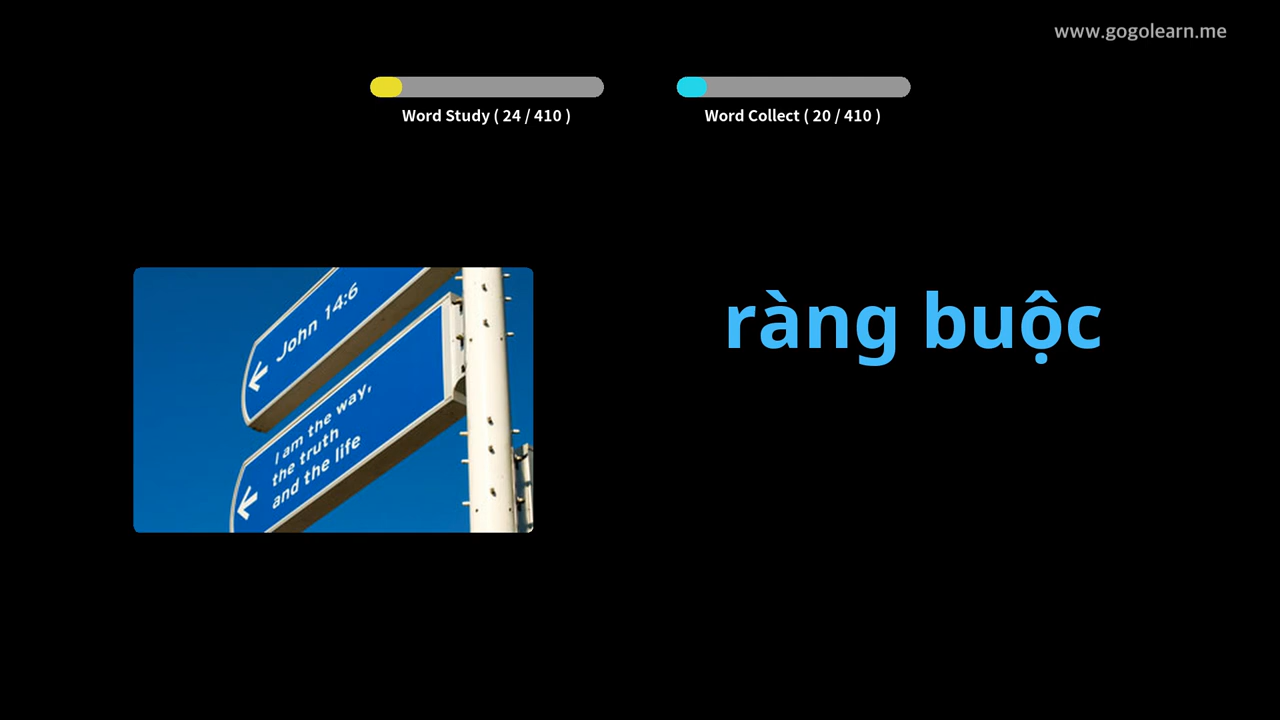 www.gogolearn.me
Word Study ( 24 / 410 )
Word Collect ( 20 / 410 )
John 14:6
I am the way,
the truth
and the life
ràng buộc